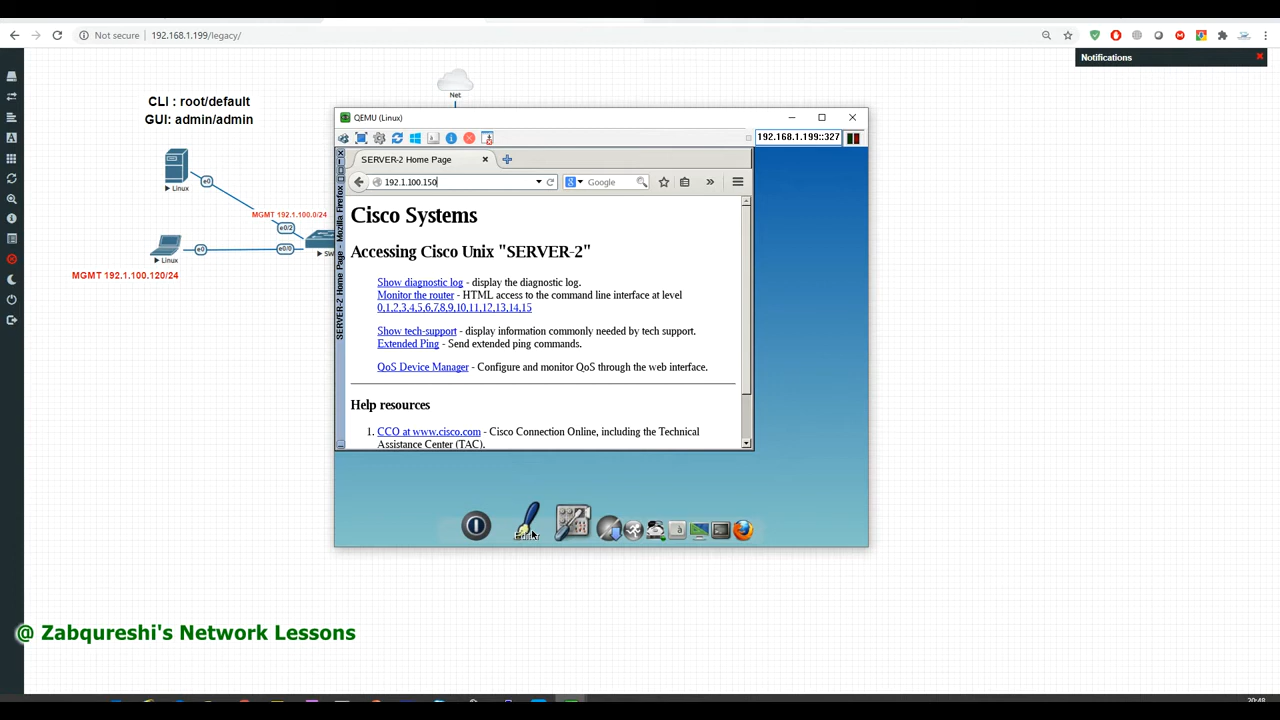 Not secure
192.168.1.199/legacy/
Notifications
CLI : root/default
GUI: admin/admin
Net
Linux
e0
MGMT 192.1.100.0/24
e0/2
e0
e0/0
SW
Linux
MGMT 192.1.100.120/24
QEMU (Linux)
192.168.1.199::327
SERVER-2 Home Page
192.1.100.150
Google
SERVER-2 Home Page - Mozilla Firefox
Cisco Systems
Accessing Cisco Unix "SERVER-2"
Show diagnostic log - display the diagnostic log.
Monitor the router - HTML access to the command line interface at level
0,1,2,3,4,5,6,7,8,9,10,11,12,13,14,15
Show tech-support - display information commonly needed by tech support.
Extended Ping - Send extended ping commands.
QoS Device Manager - Configure and monitor QoS through the web interface.
Help resources
1. CCO at www.cisco.com - Cisco Connection Online, including the Technical
Assistance Center (TAC).
@ Zabqureshi's Network Lessons